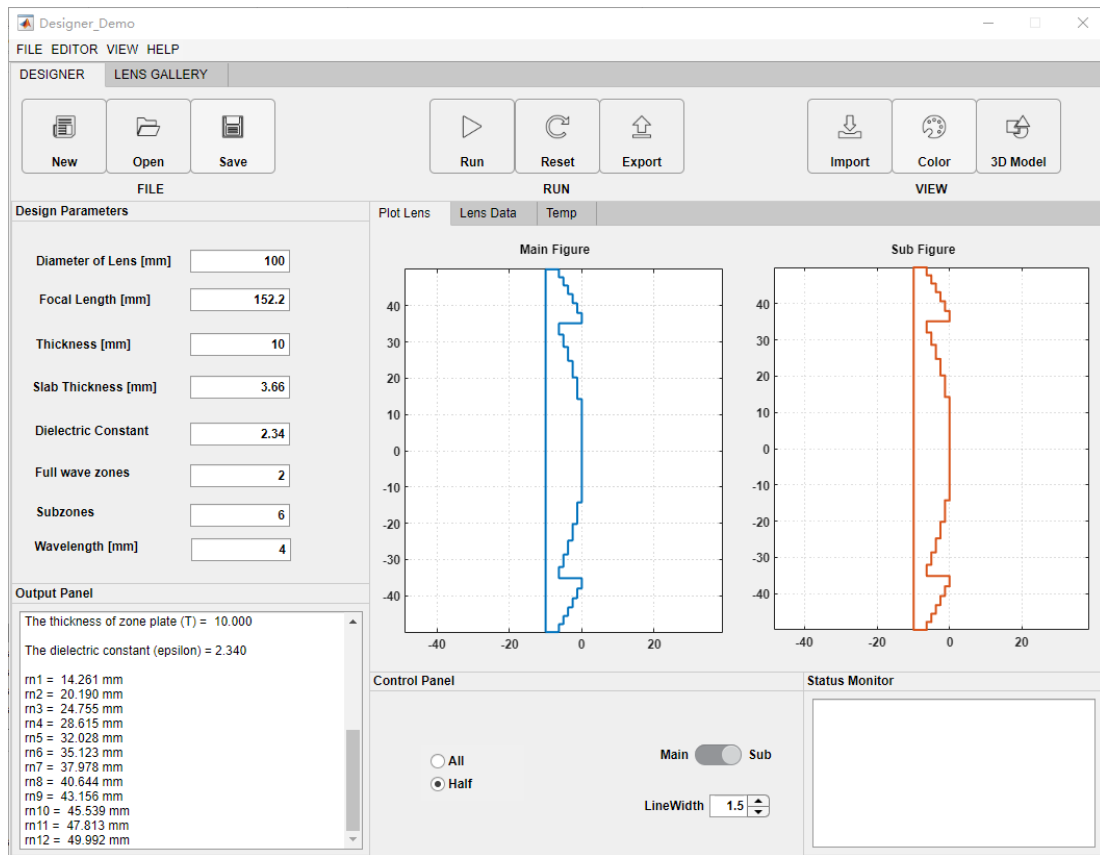 Designer_Demo
FILE EDITOR VIEW HELP
DESIGNER LENS GALLERY
New Open Save Run Reset Export Import Color 3D Model
FILE RUN VIEW
Design Parameters
Diameter of Lens [mm] 100
Focal Length [mm] 152.2
Thickness [mm] 10
Slab Thickness [mm] 3.66
Dielectric Constant 2.34
Full wave zones 2
Subzones 6
Wavelength [mm] 4
Output Panel
The thickness of zone plate (T) = 10.000
The dielectric constant (epsilon) = 2.340
rn1 = 14.261 mm
rn2 = 20.190 mm
rn3 = 24.755 mm
rn4 = 28.615 mm
rn5 = 32.028 mm
rn6 = 35.123 mm
rn7 = 37.978 mm
rn8 = 40.644 mm
rn9 = 43.156 mm
rn10 = 45.539 mm
rn11 = 47.813 mm
rn12 = 49.992 mm
Plot Lens Lens Data Temp
Main Figure
40
30
20
10
0
-10
-20
-30
-40
-40 -20 0 20
Sub Figure
40
30
20
10
0
-10
-20
-30
-40
-40 -20 0 20
Control Panel
All
Half
Main Sub
LineWidth 1.5
Status Monitor